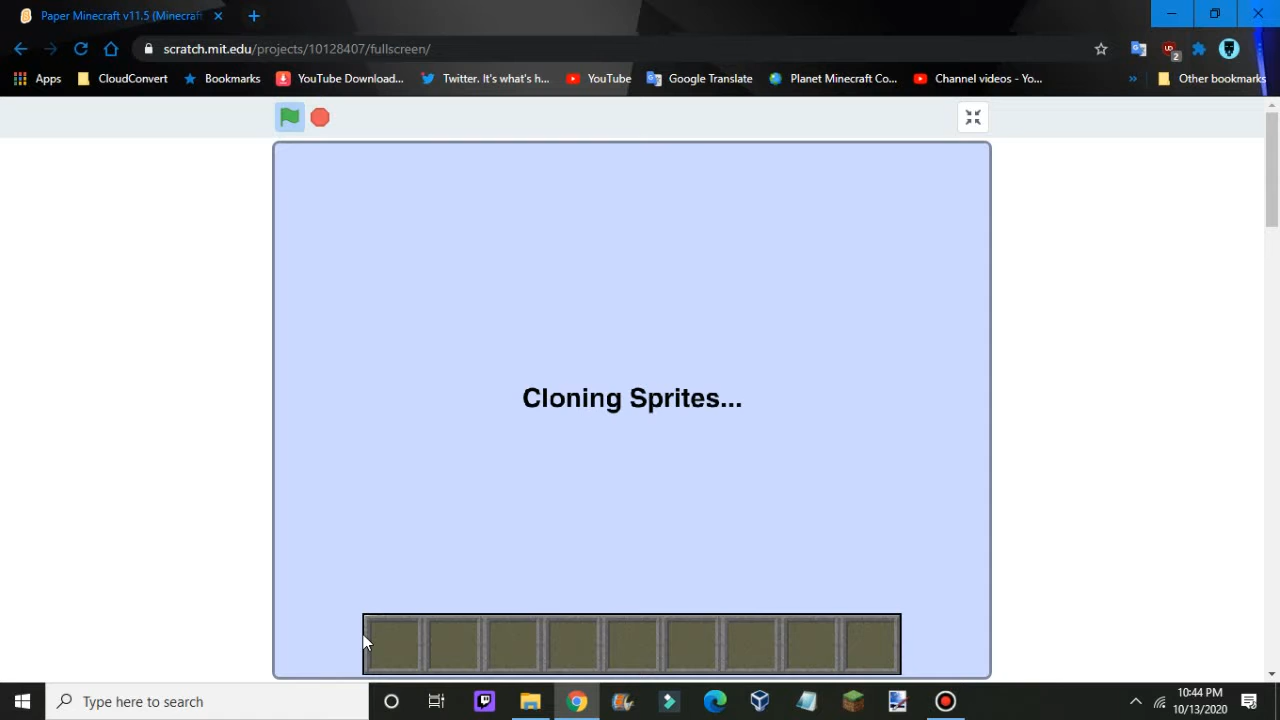 Paper Minecraft v11.5 (Minecraft
scratch.mit.edu/projects/10128407/fullscreen/
UD
2
Apps
CloudConvert
Bookmarks
YouTube Download...
Twitter. It's what's h...
YouTube
Google Translate
Planet Minecraft Co...
Channel videos - Yo...
»
Other bookmarks
Cloning Sprites...
Type here to search
10:44 PM
10/13/2020